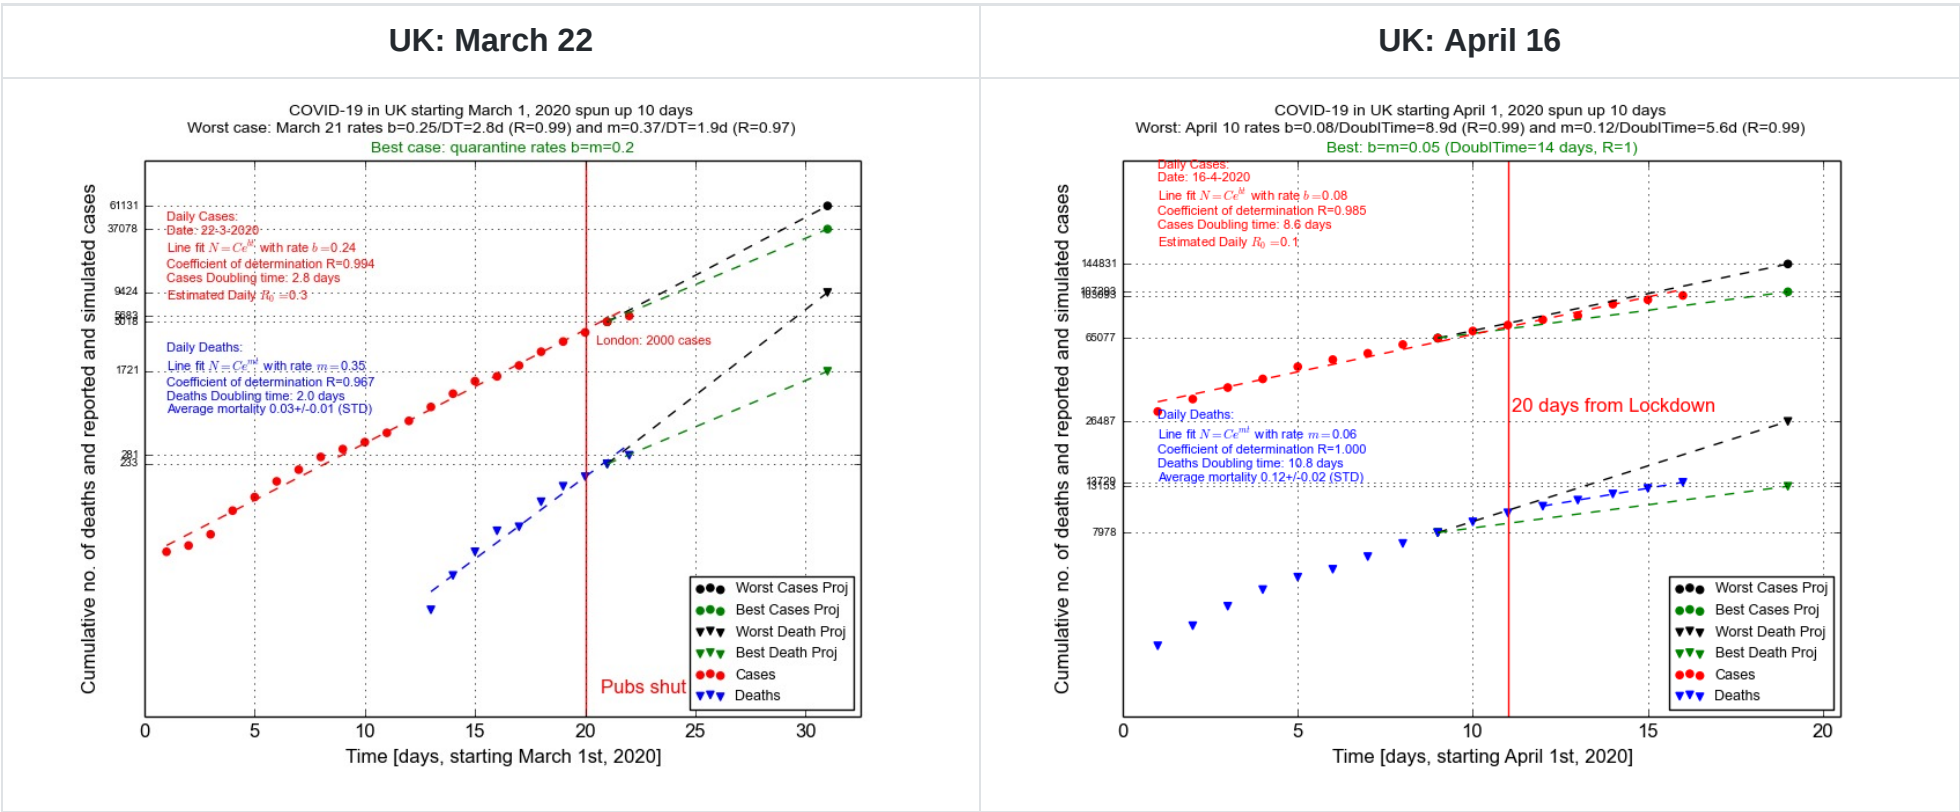 UK: March 22
COVID-19 in UK starting March 1, 2020 spun up 10 days
Worst case: March 21 rates b=0.25/DT=2.8d (R=0.99) and m=0.37/DT=1.9d (R=0.97)
Best case: quarantine rates b=m=0.2
Cumulative no. of deaths and reported and simulated cases
61131
37078
9424
5683
5018
1721
281
233
Daily Cases:
Date: 22-3-2020
Line fit N=Ce^{bt} with rate b=0.24
Coefficient of determination R=0.994
Cases Doubling time: 2.8 days
Estimated Daily R_0=0.3
Daily Deaths:
Line fit N=Ce^{mt} with rate m=0.35
Coefficient of determination R=0.967
Deaths Doubling time: 2.0 days
Average mortality 0.03+/-0.01 (STD)
London: 2000 cases
Pubs shut
Worst Cases Proj
Best Cases Proj
Worst Death Proj
Best Death Proj
Cases
Deaths
0 5 10 15 20 25 30
Time [days, starting March 1st, 2020]
UK: April 16
COVID-19 in UK starting April 1, 2020 spun up 10 days
Worst: April 10 rates b=0.08/DoublTime=8.9d (R=0.99) and m=0.12/DoublTime=5.6d (R=0.99)
Best: b=m=0.05 (DoublTime=14 days, R=1)
Cumulative no. of deaths and reported and simulated cases
144831
65077
26487
13729
13153
7978
Daily Cases:
Date: 16-4-2020
Line fit N=Ce^{bt} with rate b=0.08
Coefficient of determination R=0.985
Cases Doubling time: 8.6 days
Estimated Daily R_0=0.1
20 days from Lockdown
Daily Deaths:
Line fit N=Ce^{mt} with rate m=0.06
Coefficient of determination R=1.000
Deaths Doubling time: 10.8 days
Average mortality 0.12+/-0.02 (STD)
Worst Cases Proj
Best Cases Proj
Worst Death Proj
Best Death Proj
Cases
Deaths
0 5 10 15 20
Time [days, starting April 1st, 2020]